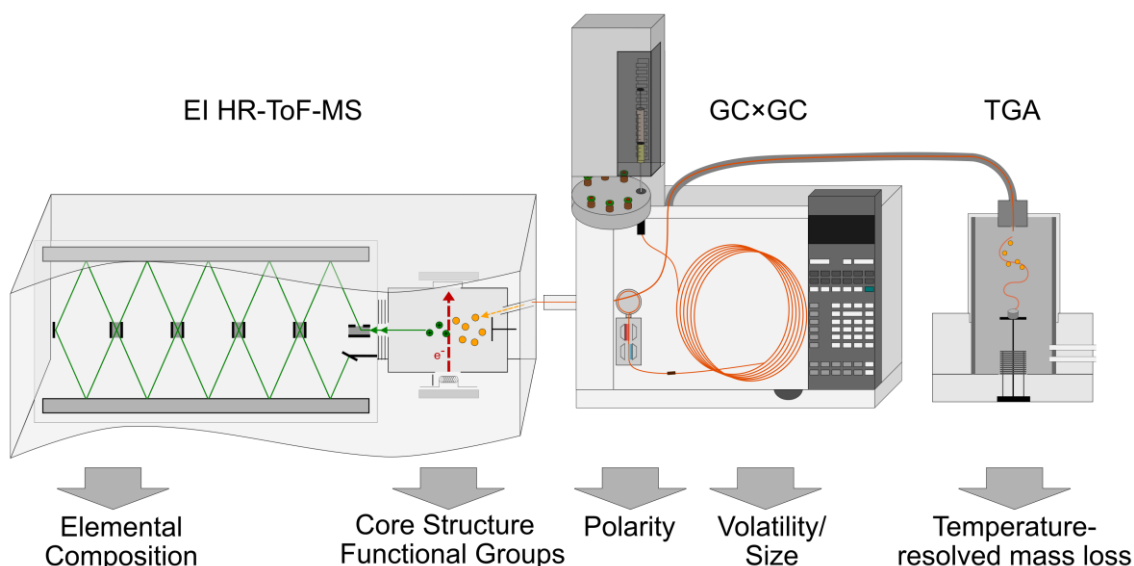 EI HR-ToF-MS
GC×GC
TGA
e-
Elemental
Composition
Core Structure
Functional Groups
Polarity
Volatility/
Size
Temperature-
resolved mass loss